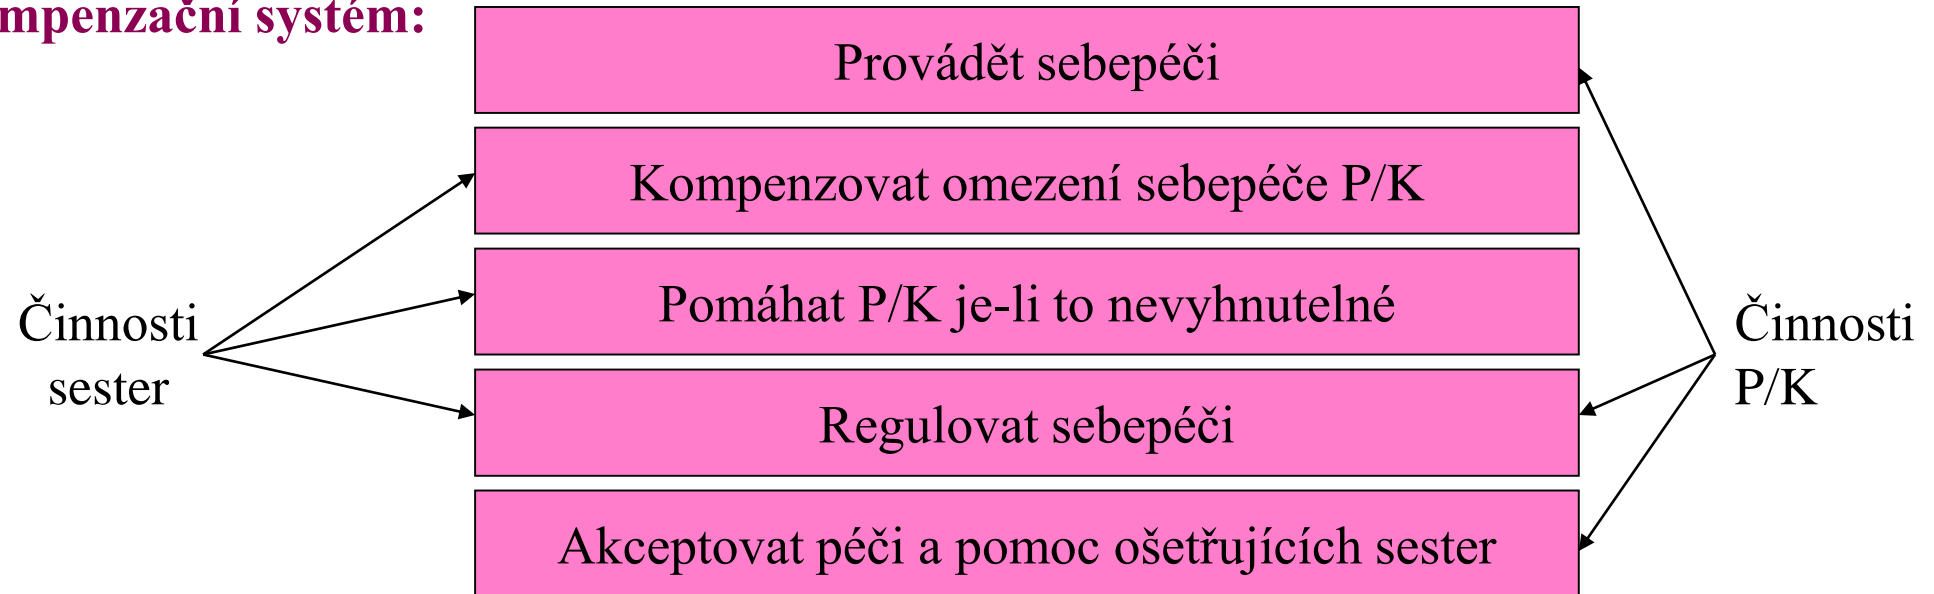 mpenzační systém:
Provádět sebepéči
Kompenzovat omezení sebepéče P/K
Pomáhat P/K je-li to nevyhnutelné
Regulovat sebepéči
Akceptovat péči a pomoc ošetřujících sester
Činnosti
sester
Činnosti
P/K